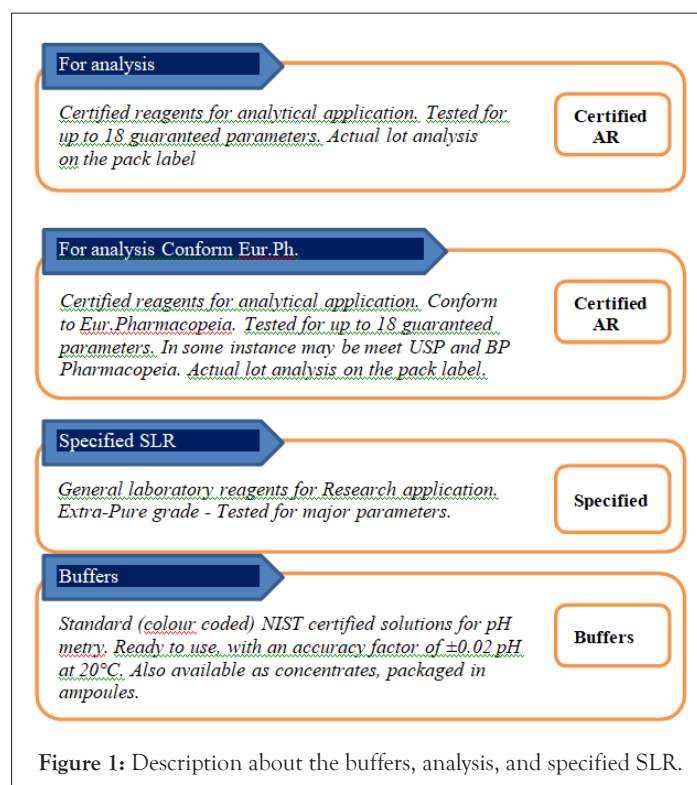 For analysis
Certified reagents for analytical application. Tested for
up to 18 guaranteed parameters. Actual lot analysis
on the pack label
Certified
AR
For analysis Conform Eur.Ph.
Certified reagents for analytical application. Conform
to Eur.Pharmacopeia. Tested for up to 18 guaranteed
parameters. In some instance may be meet USP and BP
Pharmacopeia. Actual lot analysis on the pack label.
Certified
AR
Specified SLR
General laboratory reagents for Research application.
Extra-Pure grade - Tested for major parameters.
Specified
Buffers
Standard (colour coded) NIST certified solutions for pH
metry. Ready to use, with an accuracy factor of ±0.02 pH
at 20°C. Also available as concentrates, packaged in
ampoules.
Buffers
Figure 1: Description about the buffers, analysis, and specified SLR.